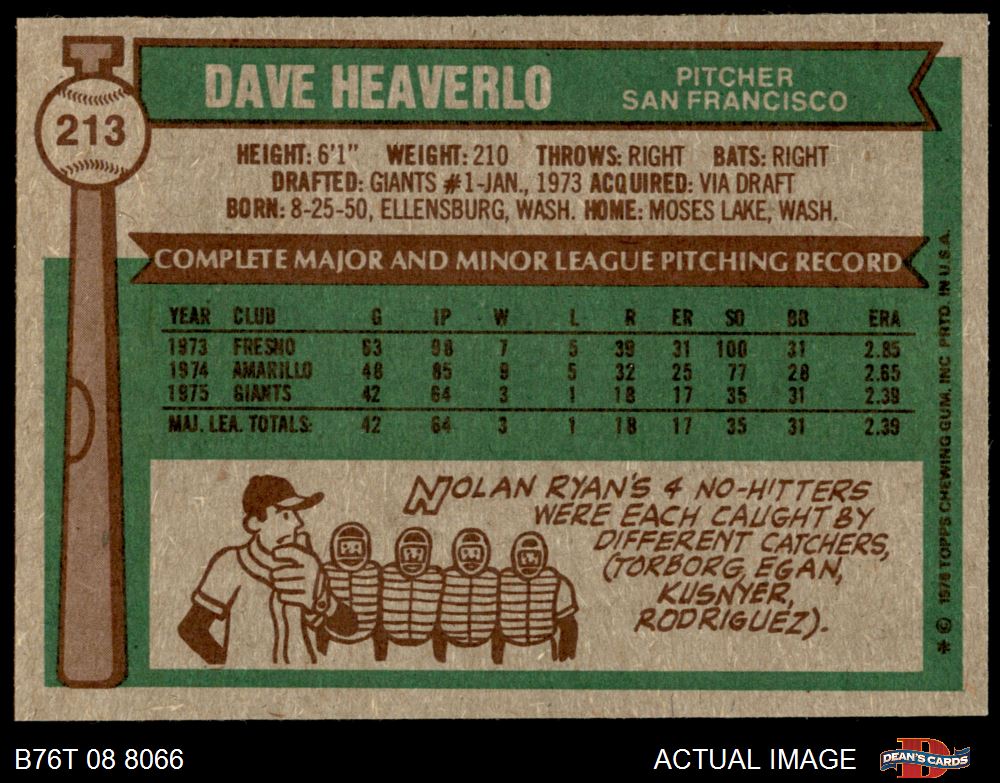 213
DAVE HEAVERLO
PITCHER
SAN FRANCISCO
HEIGHT: 6'1" WEIGHT: 210 THROWS: RIGHT BATS: RIGHT
DRAFTED: GIANTS #1-JAN., 1973 ACQUIRED: VIA DRAFT
BORN: 8-25-50, ELLENSBURG, WASH. HOME: MOSES LAKE, WASH.
COMPLETE MAJOR AND MINOR LEAGUE PITCHING RECORD
YEAR CLUB G IP W L R ER SO BB ERA
1973 FRESNO 63 98 7 5 39 31 100 31 2.85
1974 AMARILLO 48 85 9 5 32 25 77 28 2.65
1975 GIANTS 42 64 3 1 18 17 35 31 2.39
MAJ. LEA. TOTALS: 42 64 3 1 18 17 35 31 2.39
NOLAN RYAN'S 4 NO-HITTERS
WERE EACH CAUGHT BY
DIFFERENT CATCHERS,
(TORBORG, EGAN,
KUSNYER,
RODRIGUEZ).
* © 1976 TOPPS CHEWING GUM, INC. PRTD. IN U.S.A.
B76T 08 8066
ACTUAL IMAGE
D
DEAN'S CARDS